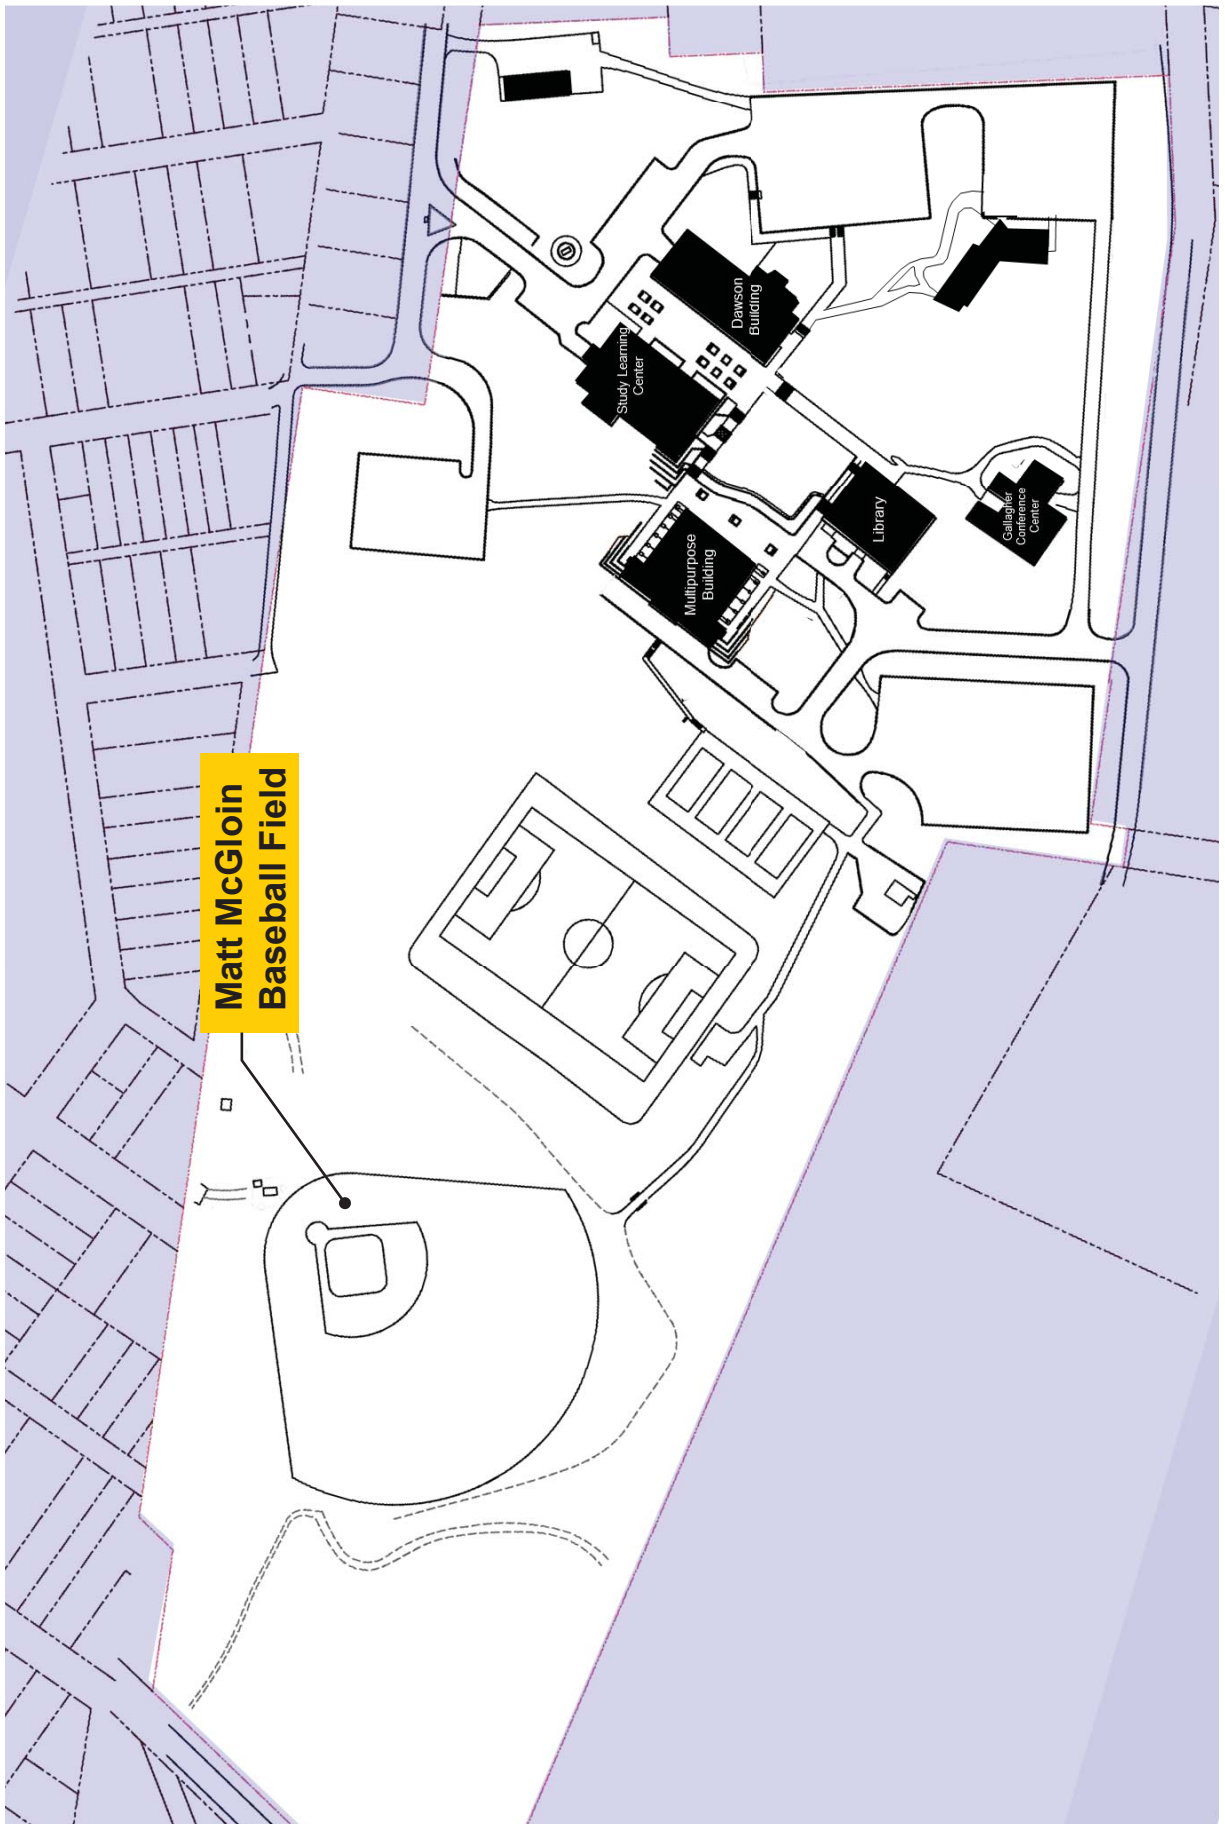 Matt McGloin
Baseball Field
Study Learning
Center
Dawson
Building
Multipurpose
Building
Library
Gallagher
Conference
Center